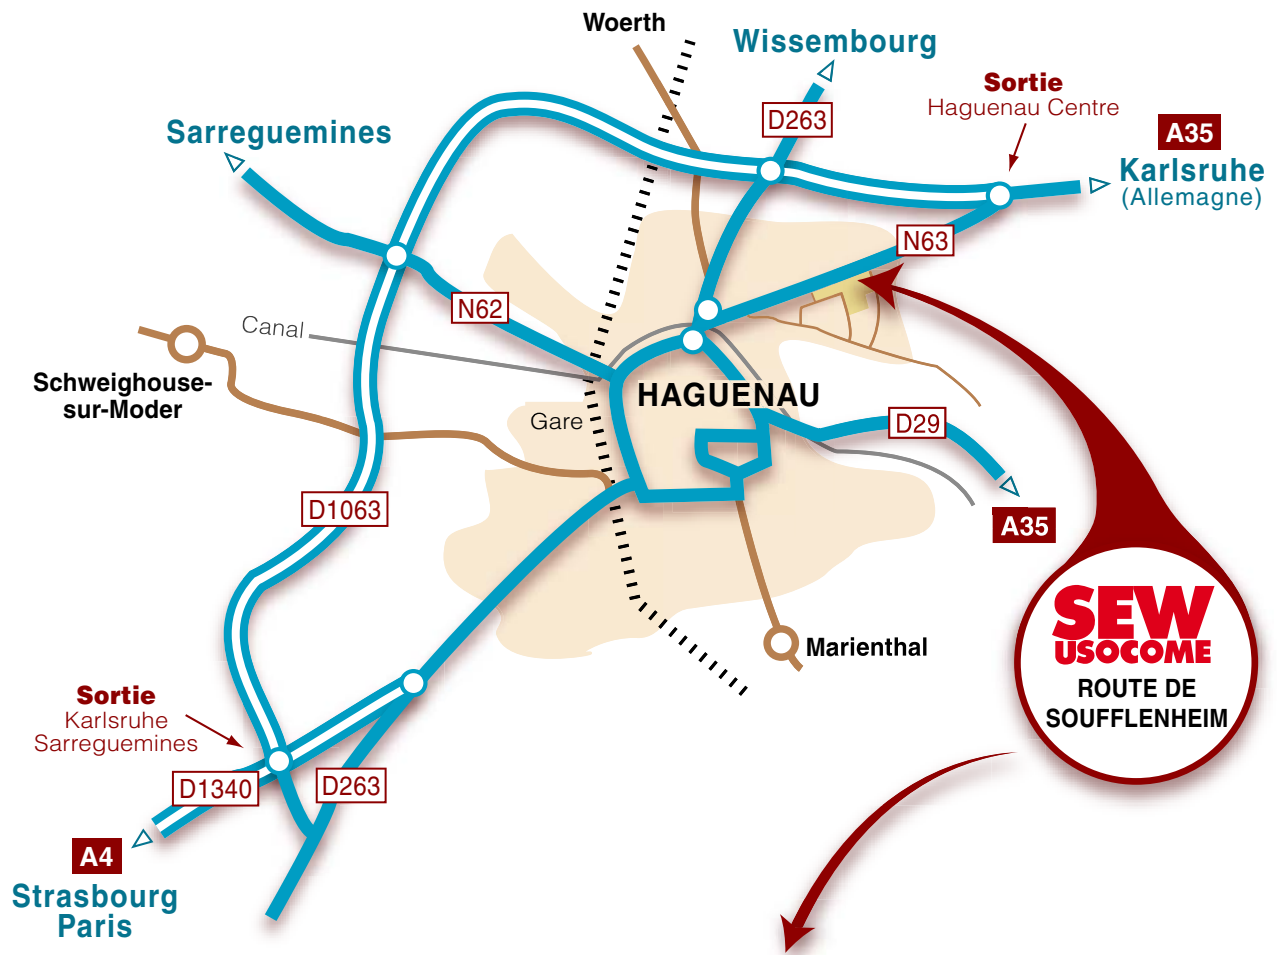 Woerth
Wissembourg
Sortie
Haguenau Centre
D263
A35
Sarreguemines
Karlsruhe
(Allemagne)
N63
N62
Canal
Schweighouse-
sur-Moder
HAGUENAU
Gare
D29
D1063
A35
SEW
USOCOME
ROUTE DE
SOUFFLENHEIM
Marienthal
Sortie
Karlsruhe
Sarreguemines
D1340
D263
A4
Strasbourg
Paris